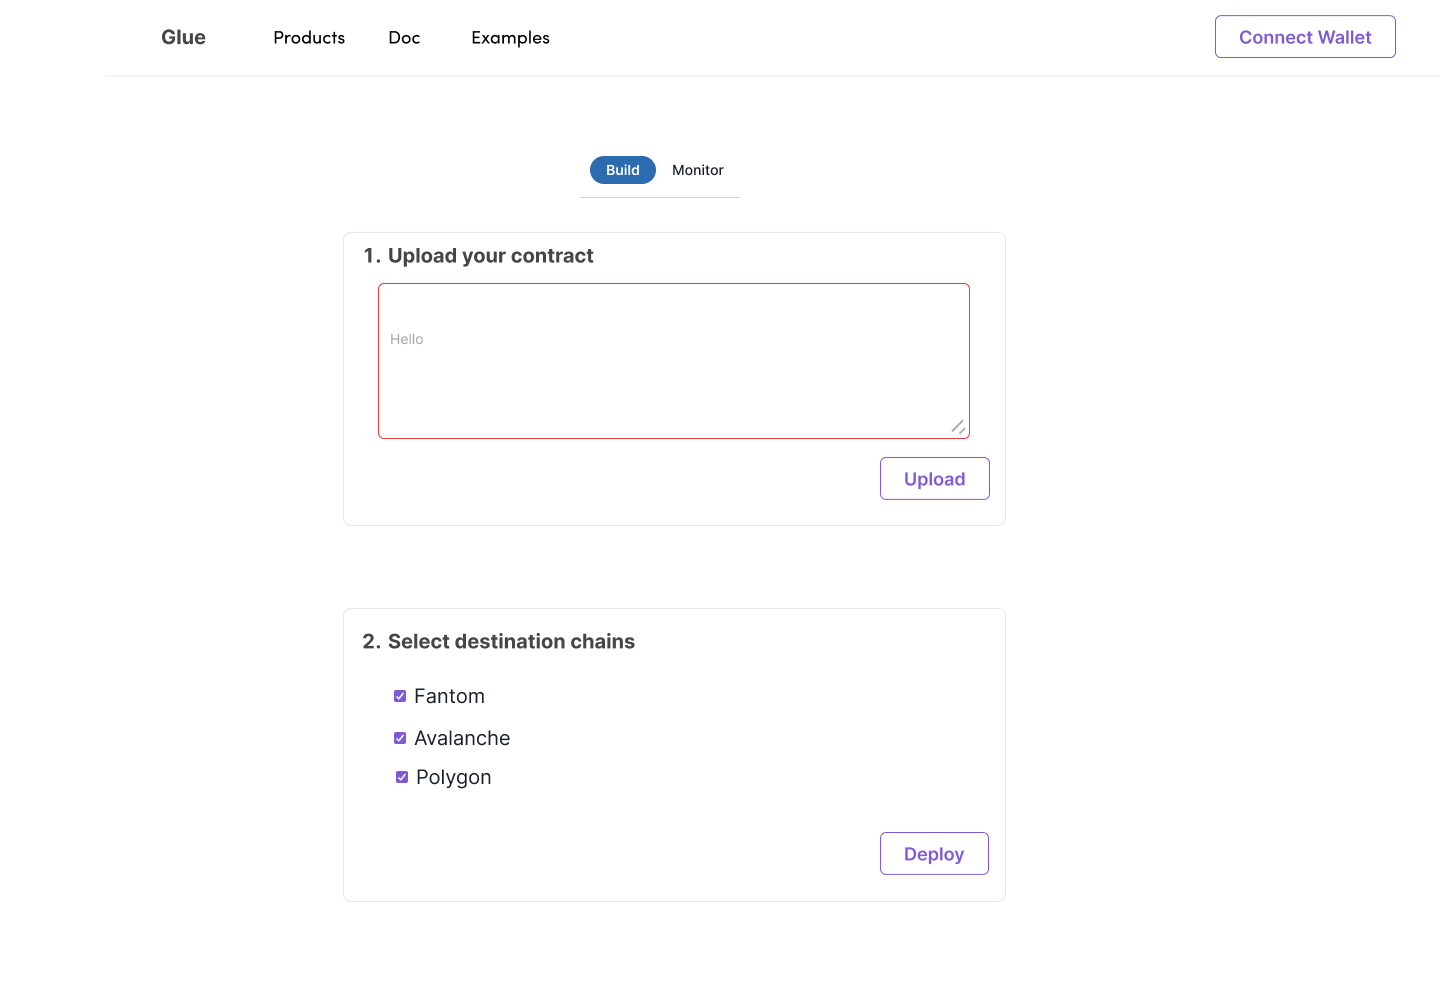 Glue Products Doc Examples Connect Wallet
Build Monitor
1. Upload your contract
Hello
Upload
2. Select destination chains
Fantom
Avalanche
Polygon
Deploy